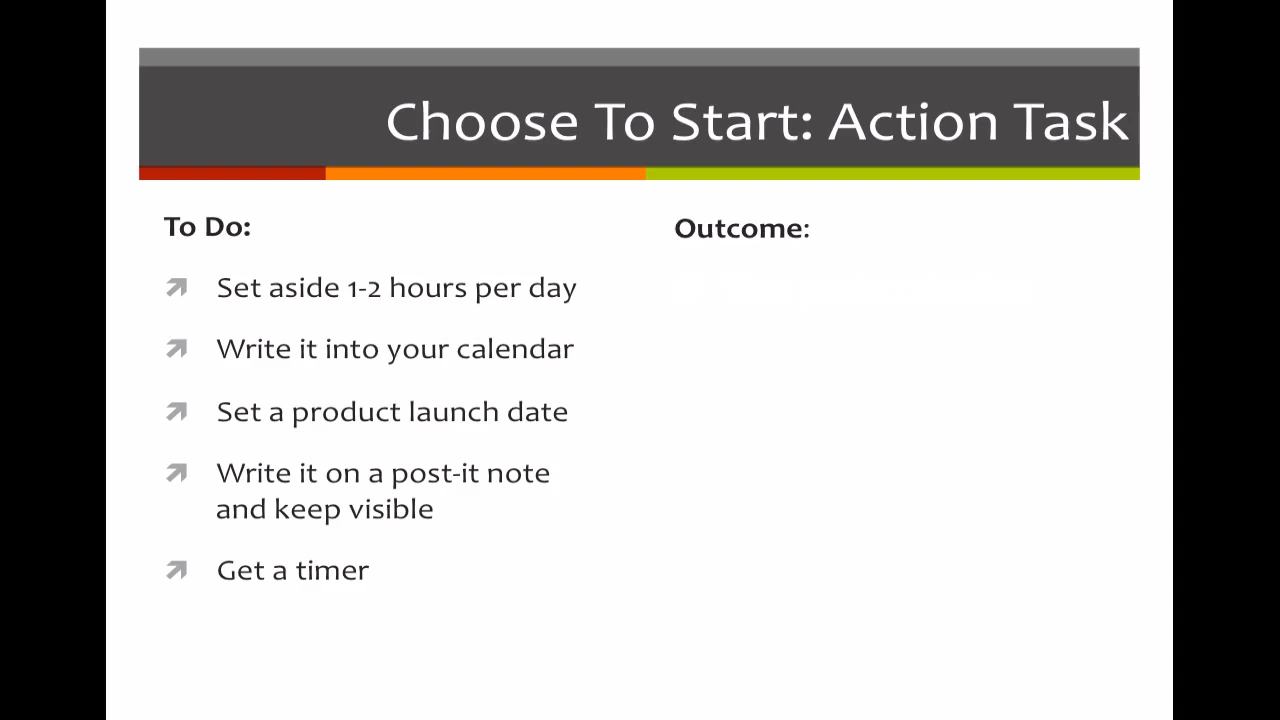 Choose To Start: Action Task
To Do:
Set aside 1-2 hours per day
Write it into your calendar
Set a product launch date
Write it on a post-it note
and keep visible
Get a timer
Outcome: